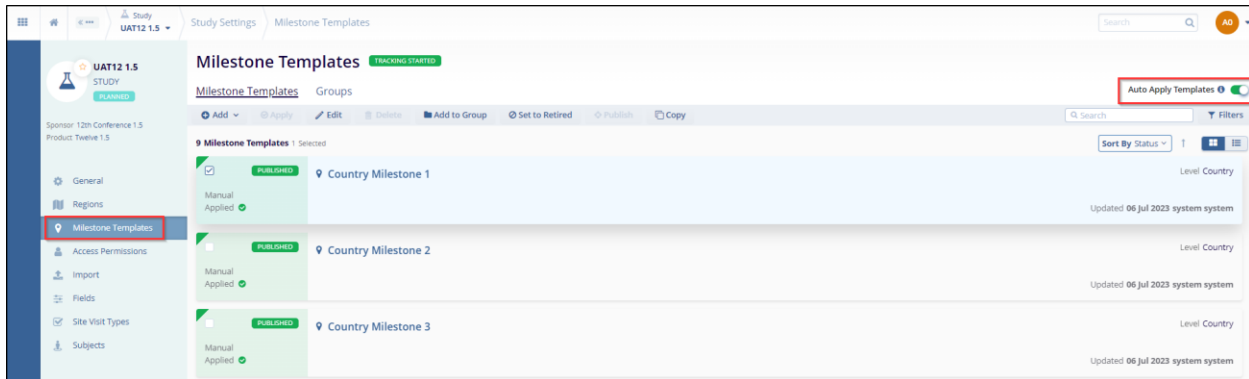 Study
UAT12 1.5
Study Settings
Milestone Templates
Search
A0
UAT12 1.5
STUDY
PLANNED
Sponsor 12th Conference 1.5
Product Twelve 1.5
General
Regions
Milestone Templates
Access Permissions
Import
Fields
Site Visit Types
Subjects
Milestone Templates TRACKING STARTED
Milestone Templates Groups
Auto Apply Templates
Add Apply Edit Delete Add to Group Set to Retired Publish Copy
Search
Filters
9 Milestone Templates 1 Selected
Sort By Status
PUBLISHED
Country Milestone 1
Level Country
Manual
Applied
Updated 06 Jul 2023 system system
PUBLISHED
Country Milestone 2
Level Country
Manual
Applied
Updated 06 Jul 2023 system system
PUBLISHED
Country Milestone 3
Level Country
Manual
Applied
Updated 06 Jul 2023 system system